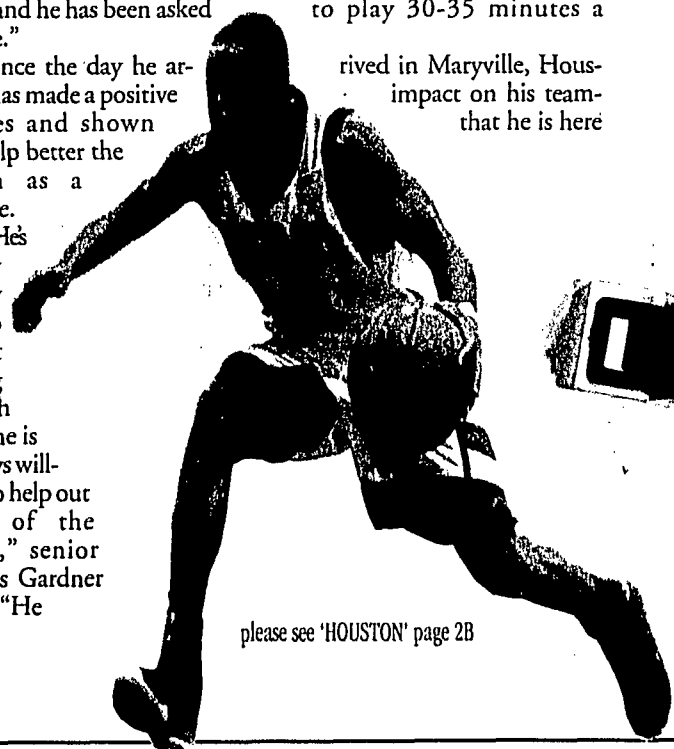 and he has been asked to play 30-35 minutes a
e.”
nce the day he ar- rived in Maryville, Hous-
as made a positive impact on his team-
es and shown that he is here
lp better the
as a
e.
He's
h
he is
s will-
help out
of the
,” senior
s Gardner
“He
please see ‘HOUSTON’ page 2B